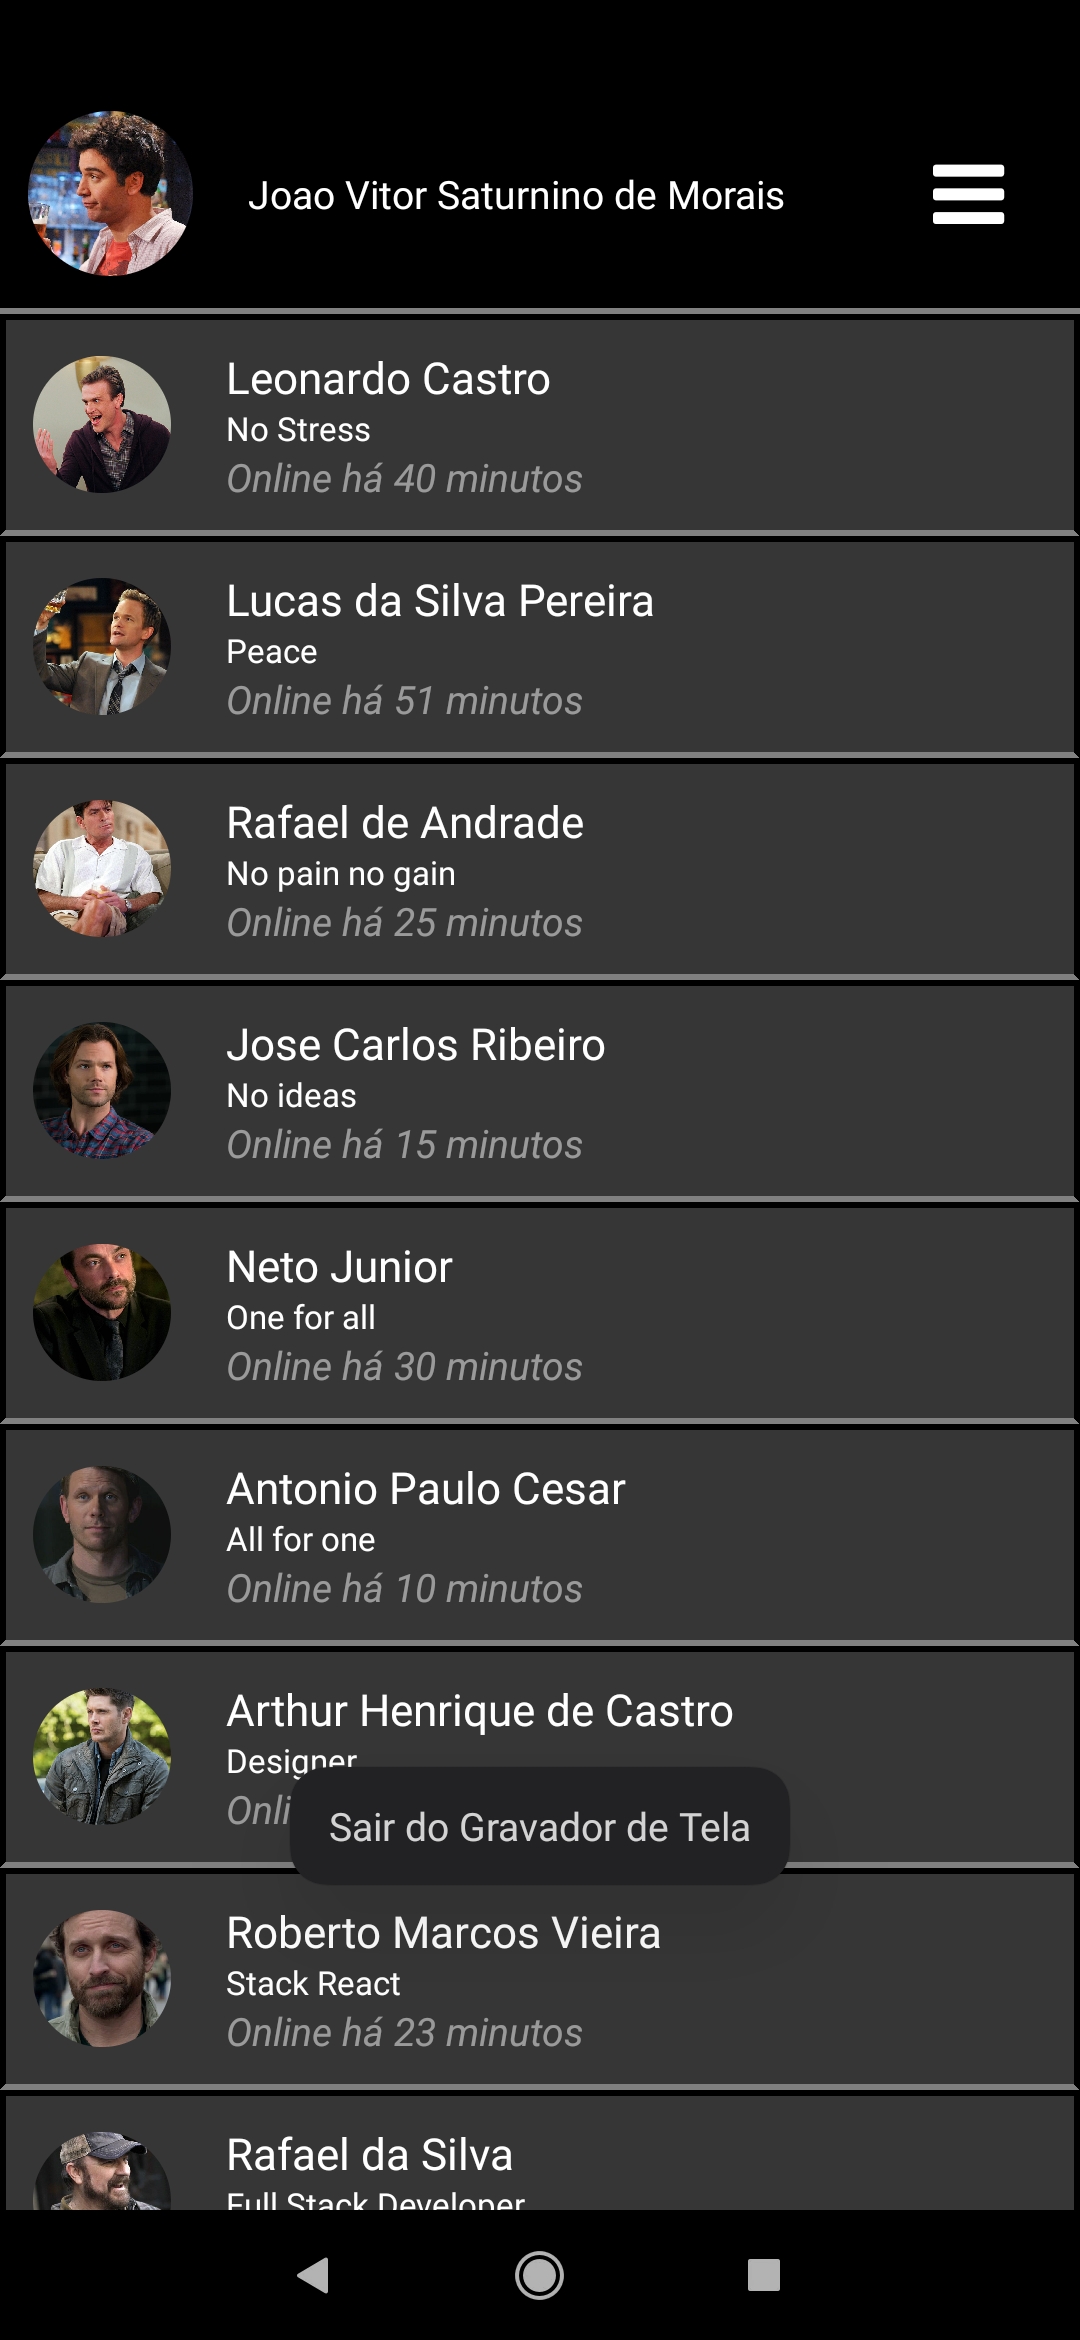 Joao Vitor Saturnino de Morais
Leonardo Castro
No Stress
Online há 40 minutos
Lucas da Silva Pereira
Peace
Online há 51 minutos
Rafael de Andrade
No pain no gain
Online há 25 minutos
Jose Carlos Ribeiro
No ideas
Online há 15 minutos
Neto Junior
One for all
Online há 30 minutos
Antonio Paulo Cesar
All for one
Online há 10 minutos
Arthur Henrique de Castro
Designer
Onli
Sair do Gravador de Tela
Roberto Marcos Vieira
Stack React
Online há 23 minutos
Rafael da Silva
Full Stack Developer